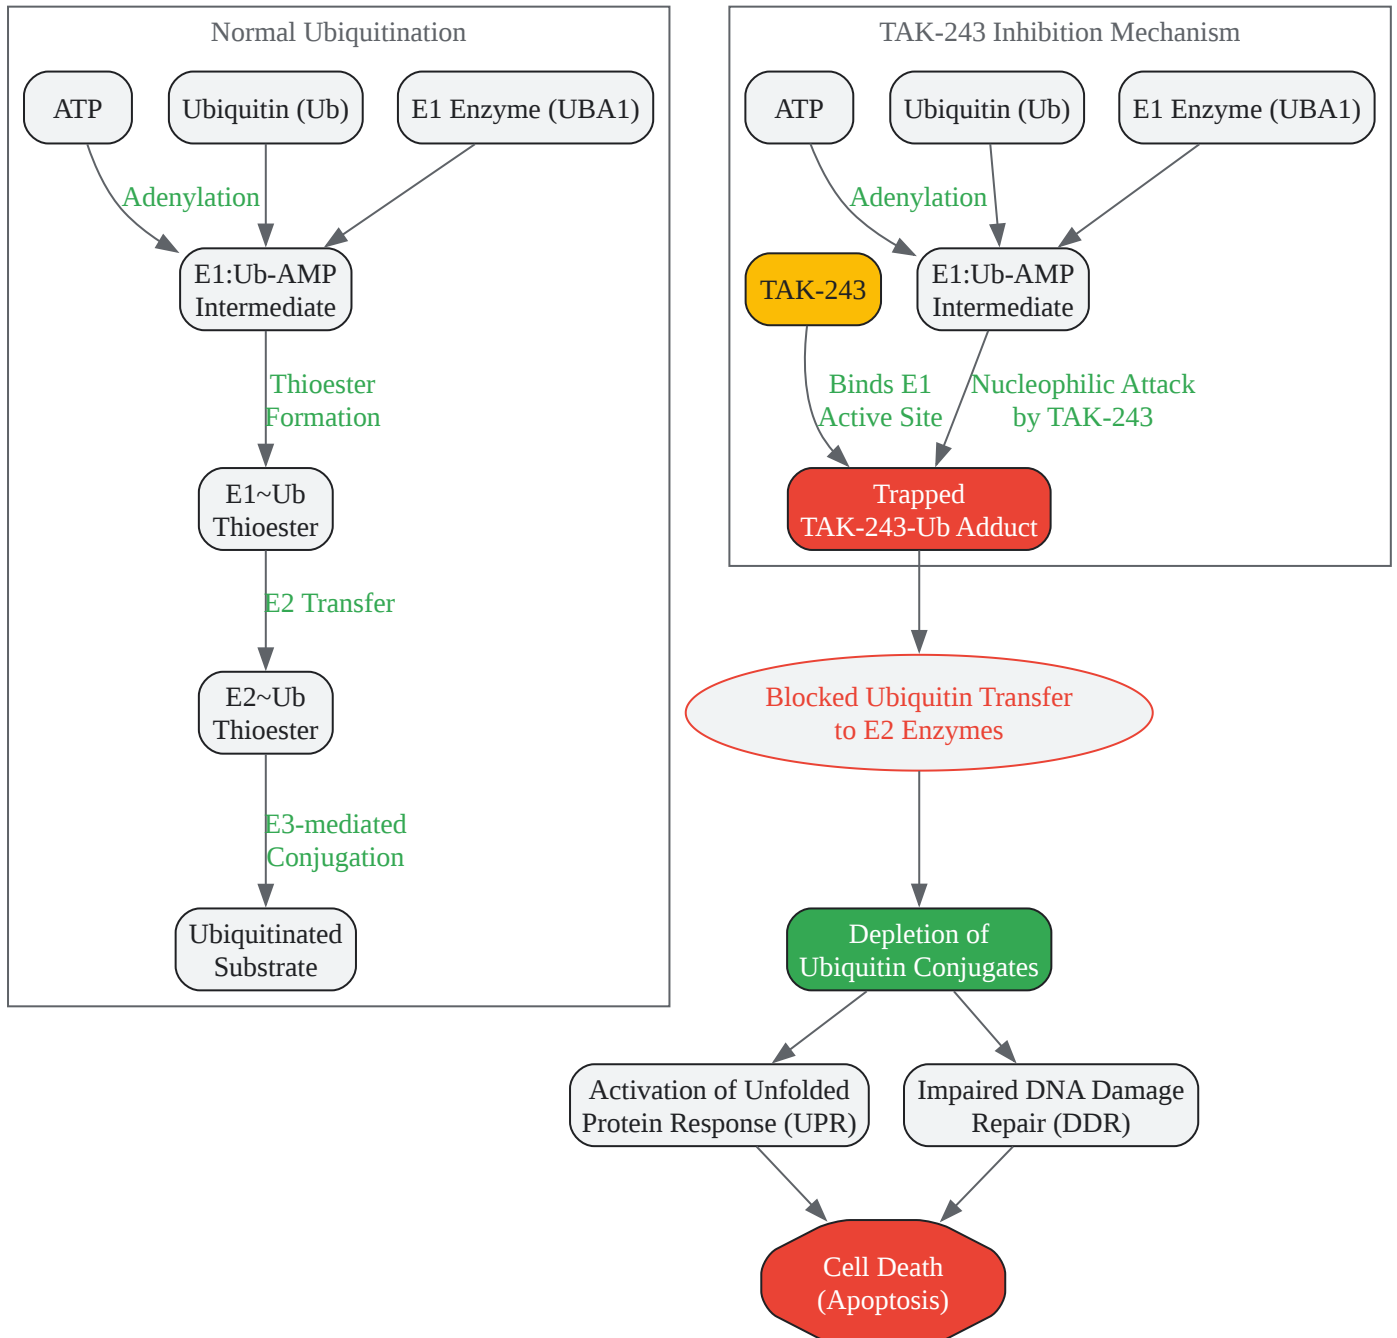 Normal Ubiquitination
ATP
Ubiquitin (Ub)
E1 Enzyme (UBA1)
Adenylation
E1:Ub-AMP
Intermediate
Thioester
Formation
E1~Ub
Thioester
E2 Transfer
E2~Ub
Thioester
E3-mediated
Conjugation
Ubiquitinated
Substrate
TAK-243 Inhibition Mechanism
ATP
Ubiquitin (Ub)
E1 Enzyme (UBA1)
Adenylation
TAK-243
E1:Ub-AMP
Intermediate
Binds E1
Active Site
Nucleophilic Attack
by TAK-243
Trapped
TAK-243-Ub Adduct
Blocked Ubiquitin Transfer
to E2 Enzymes
Depletion of
Ubiquitin Conjugates
Activation of Unfolded
Protein Response (UPR)
Impaired DNA Damage
Repair (DDR)
Cell Death
(Apoptosis)